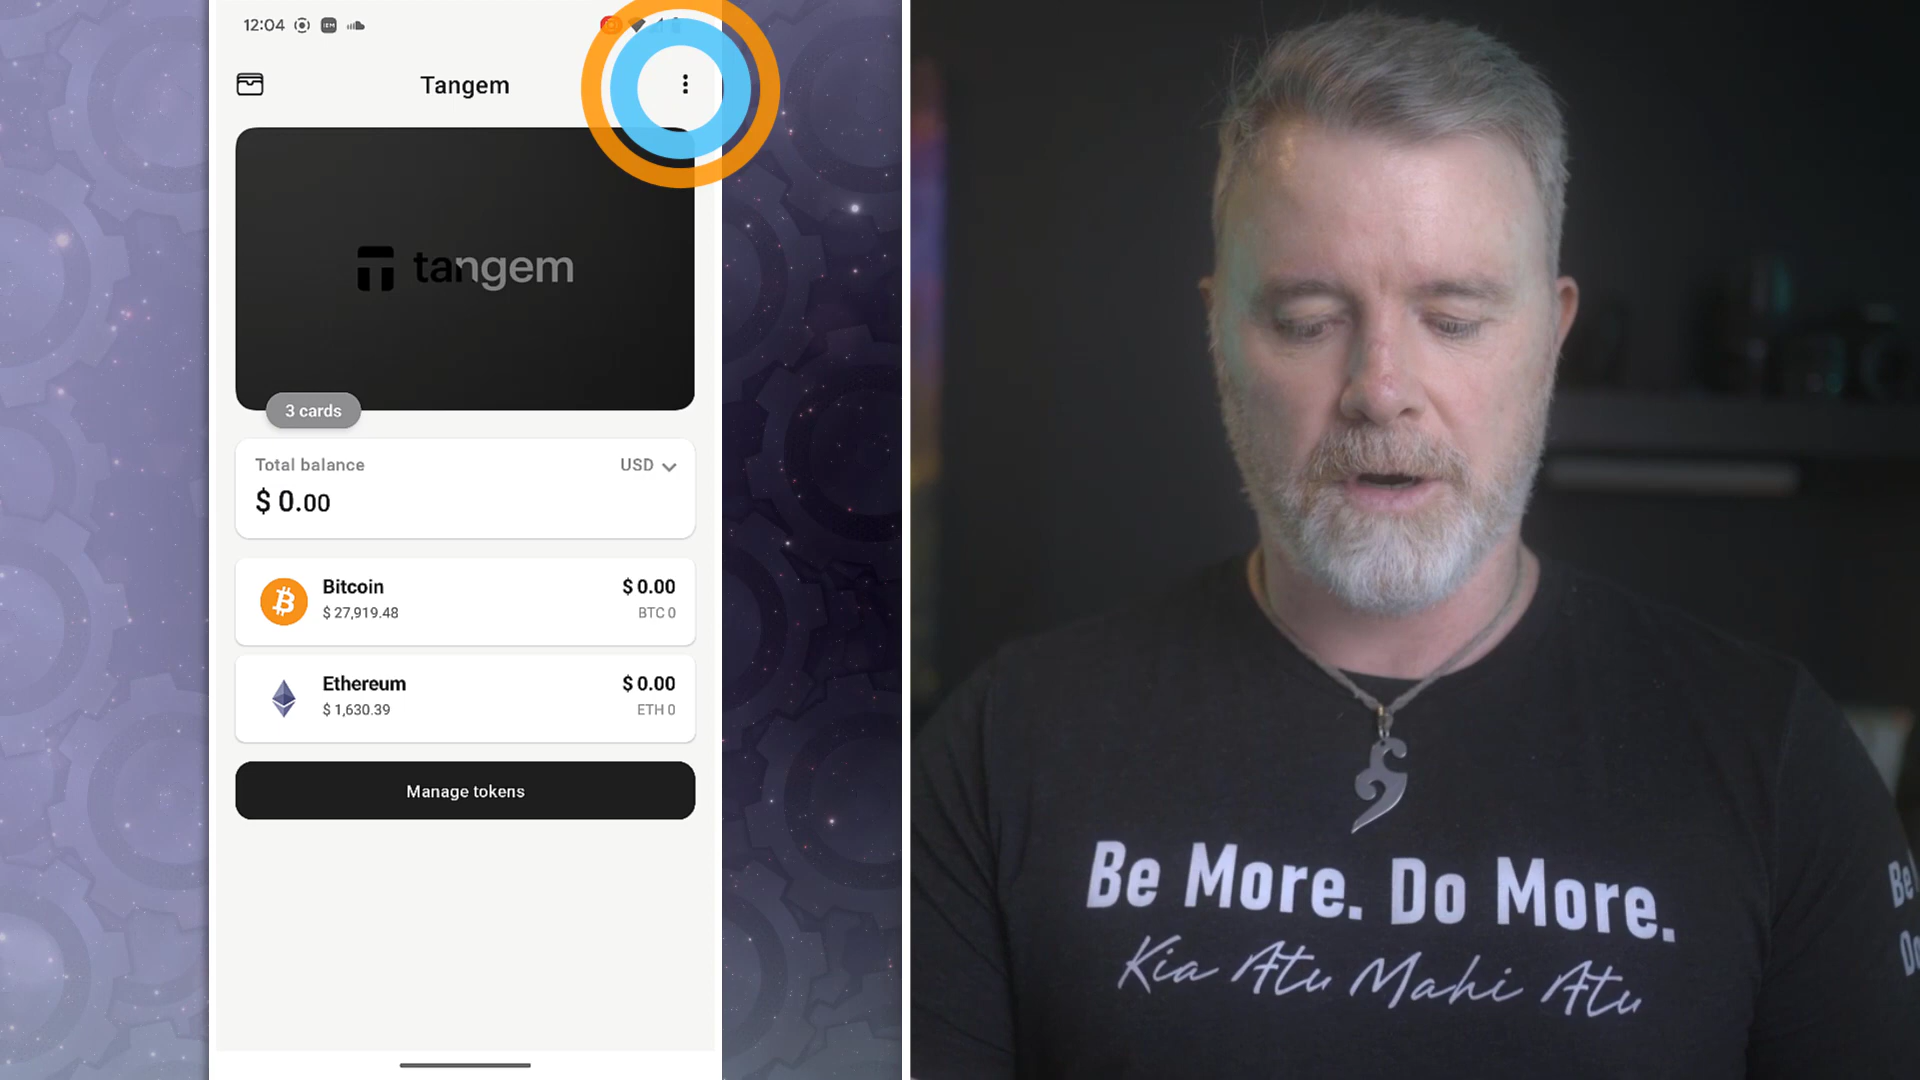 12:04
Tangem
tangem
3 cards
Total balance
USD
$ 0.00
Bitcoin
$ 0.00
$ 27,919.48
BTC 0
Ethereum
$ 0.00
$ 1,630.39
ETH 0
Manage tokens
Be More. Do More.
Kia Atu Mahi Atu
Be